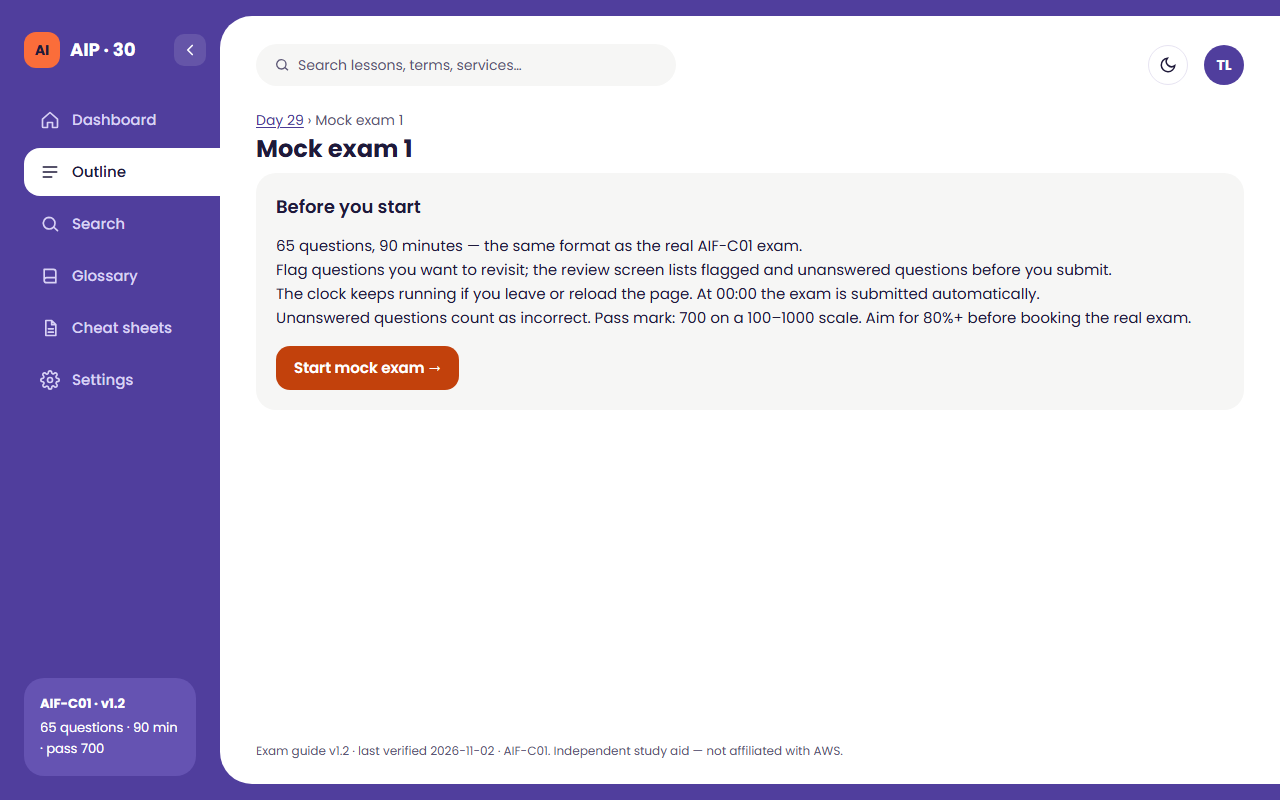 AI
AIP · 30
Dashboard
Outline
Search
Glossary
Cheat sheets
Settings
AIF-C01 · v1.2
65 questions · 90 min
· pass 700
Search lessons, terms, services...
TL
Day 29 › Mock exam 1
Mock exam 1
Before you start
65 questions, 90 minutes — the same format as the real AIF-C01 exam.
Flag questions you want to revisit; the review screen lists flagged and unanswered questions before you submit.
The clock keeps running if you leave or reload the page. At 00:00 the exam is submitted automatically.
Unanswered questions count as incorrect. Pass mark: 700 on a 100–1000 scale. Aim for 80%+ before booking the real exam.
Start mock exam →
Exam guide v1.2 · last verified 2026-11-02 · AIF-C01. Independent study aid — not affiliated with AWS.